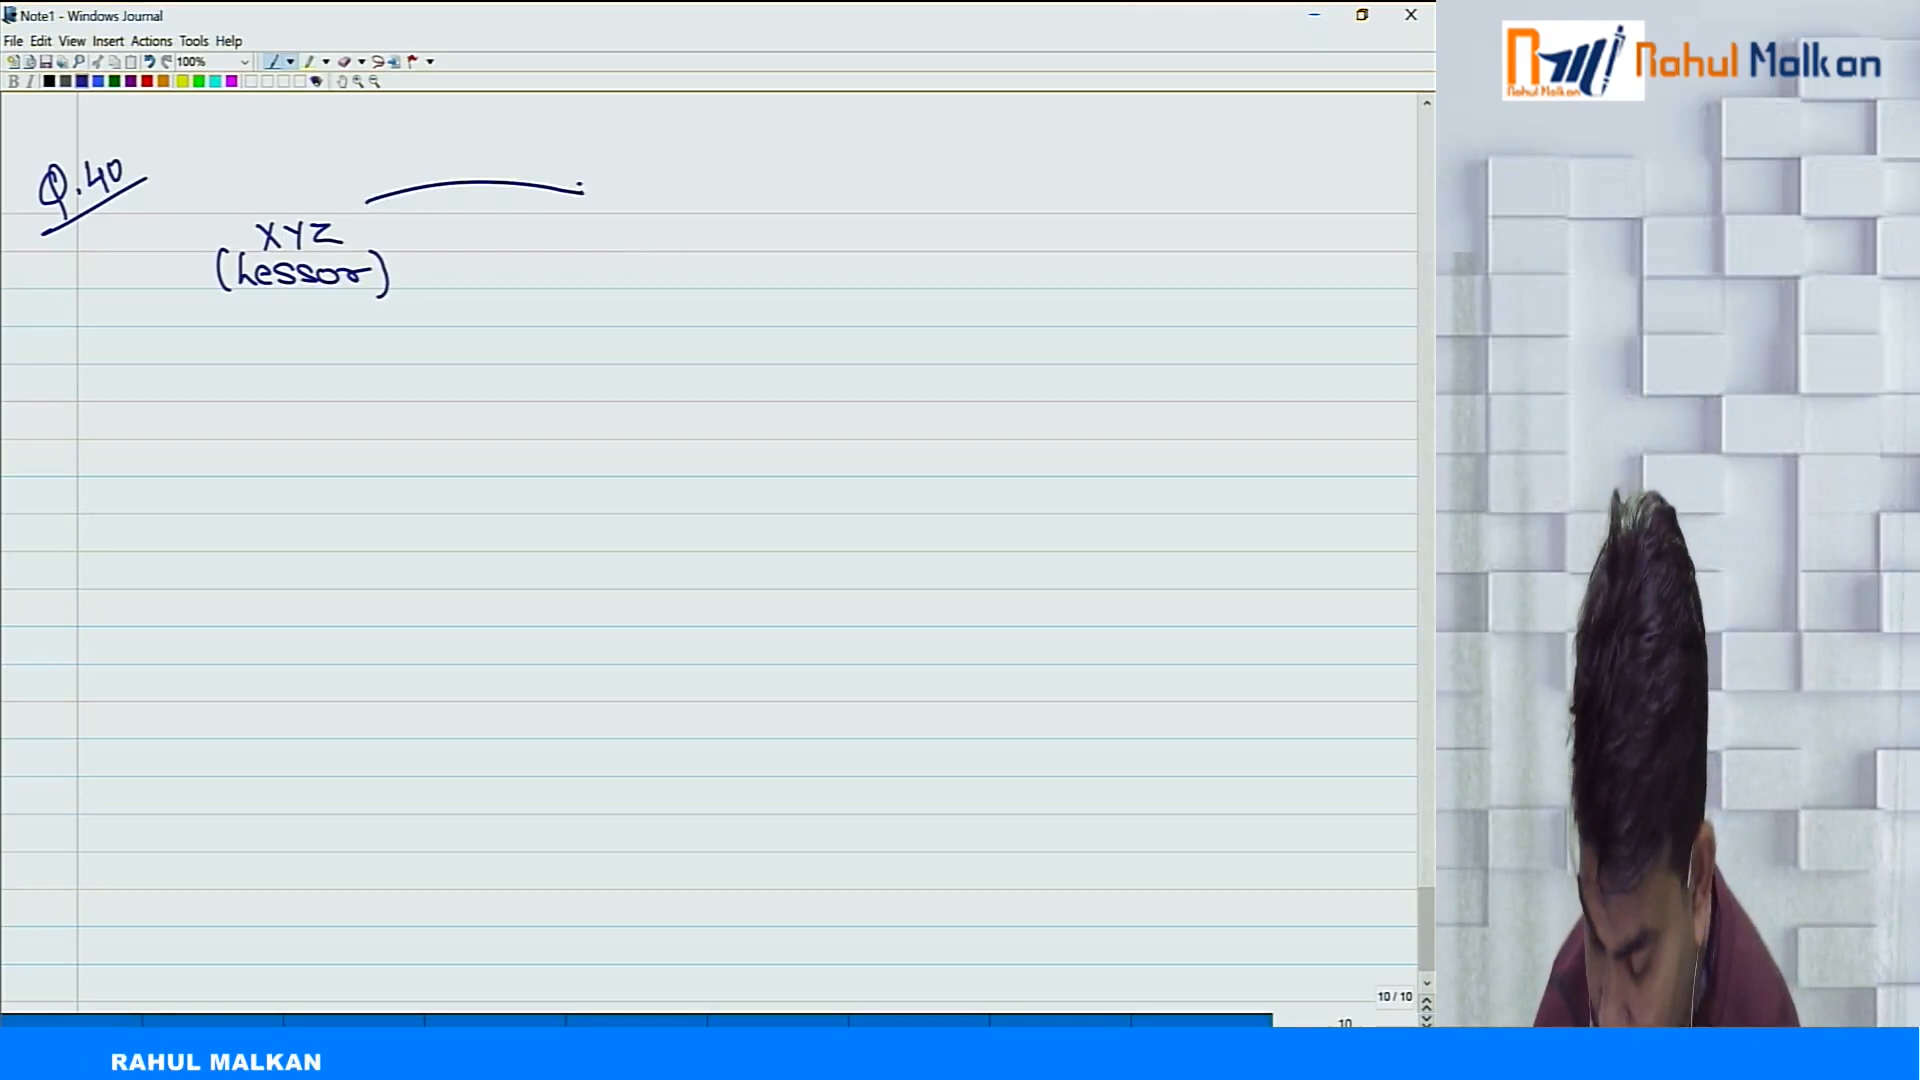 Note1 - Windows Journal
File Edit View Insert Actions Tools Help
100%
B I
Q.40
XYZ
(Lessor)
10 / 10
10
Rahul Malkan
Rahul Malkan
RAHUL MALKAN